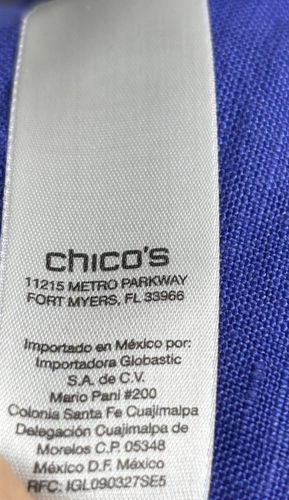 chico's
11215 METRO PARKWAY
FORT MYERS, FL 33966
Importado en México por:
Importadora Globastic
S.A. de C.V.
Mario Pani #200
Colonia Santa Fe Cuajimalpa
Delegación Cuajimalpa de
Morelos C.P. 05348
México D.F. México
RFC: IGL090327SE5